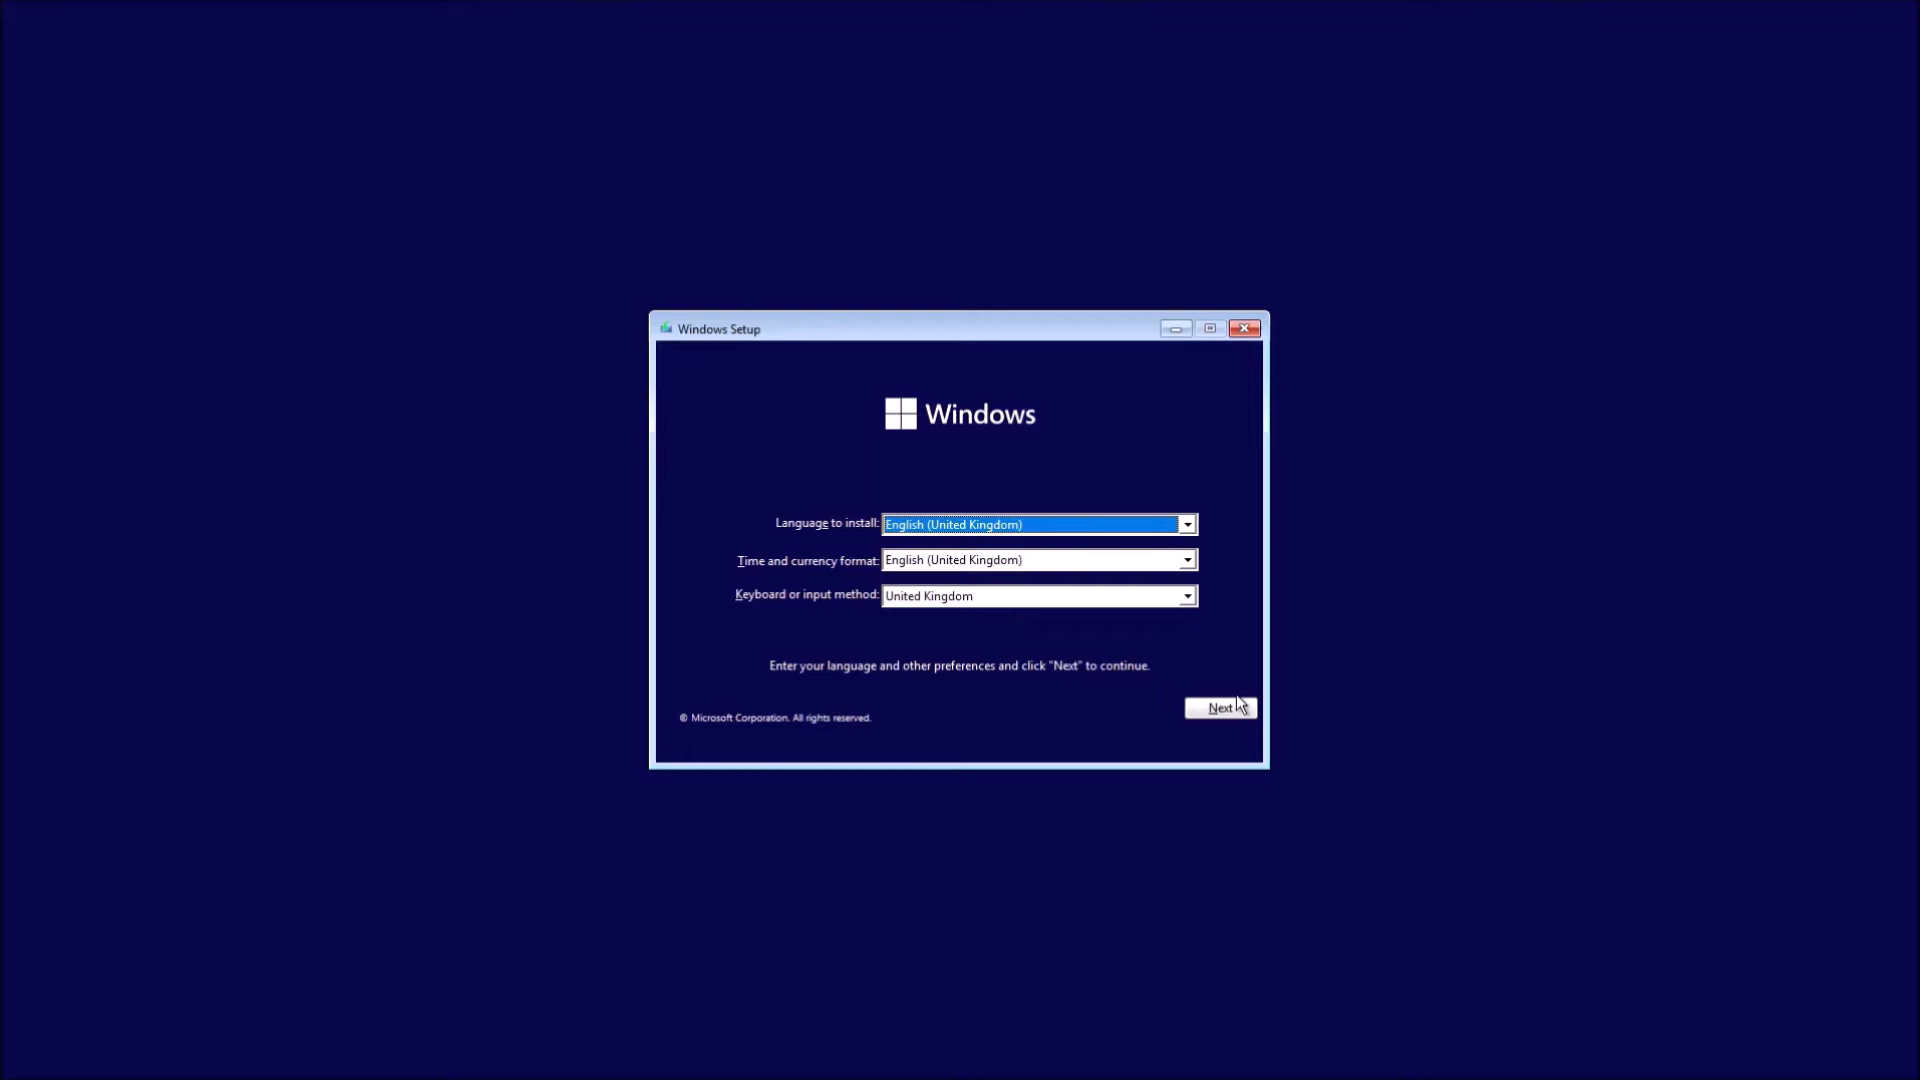 Windows Setup
Windows
Language to install: English (United Kingdom)
Time and currency format: English (United Kingdom)
Keyboard or input method: United Kingdom
Enter your language and other preferences and click "Next" to continue.
Next
© Microsoft Corporation. All rights reserved.